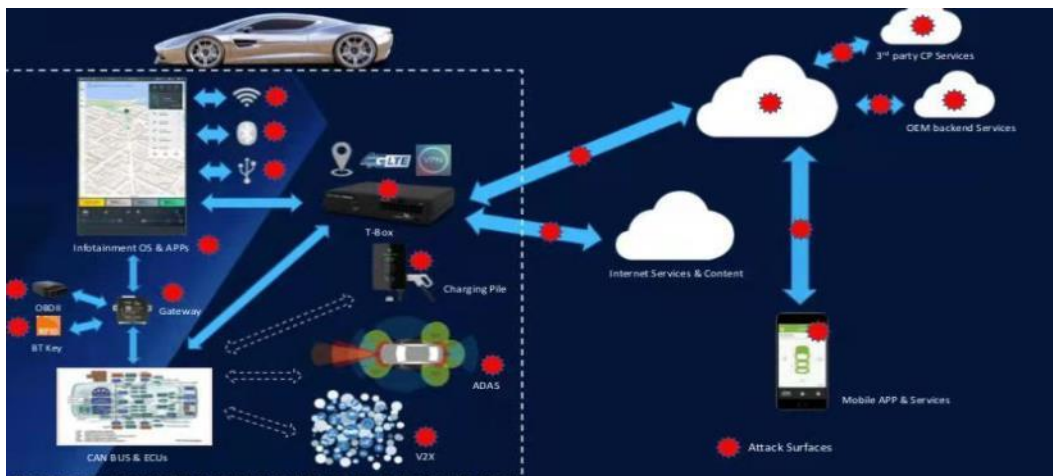 3rd party CP Services
OEM backend Services
4G LTE
VPN
T-Box
Infotainment OS & APPs
Internet Services & Content
Charging Pile
OBDII
Gateway
BT Key
ADAS
Mobile APP & Services
V2X
Attack Surfaces
CAN BUS & ECUs